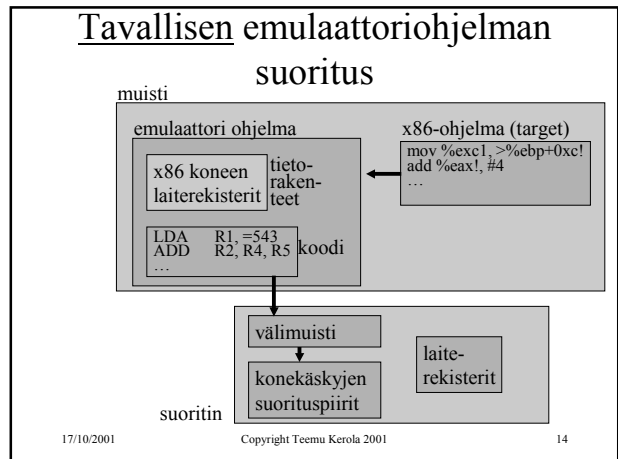 Tavallisen emulaattoriohjelman
suoritus
muisti
emulaattori ohjelma
x86 koneen
laiterekisterit
tieto-
raken-
teet
LDA R1, =543
ADD R2, R4, R5
…
koodi
x86-ohjelma (target)
mov %exc1, >%ebp+0xc!
add %eax!, #4
…
välimuisti
konekäskyjen
suorituspiirit
laite-
rekisterit
suoritin
17/10/2001
Copyright Teemu Kerola 2001
14